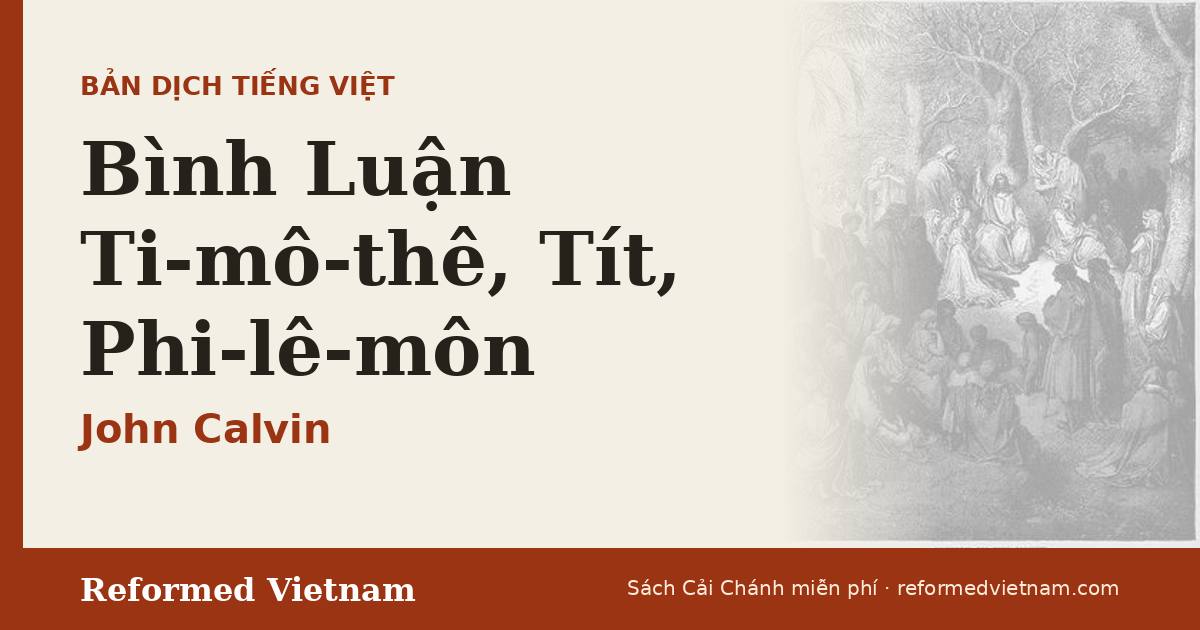 BẢN DỊCH TIẾNG VIỆT
Bình Luận
Ti-mô-thê, Tít,
Phi-lê-môn
John Calvin
Reformed Vietnam
Sách Cải Chánh miễn phí · reformedvietnam.com